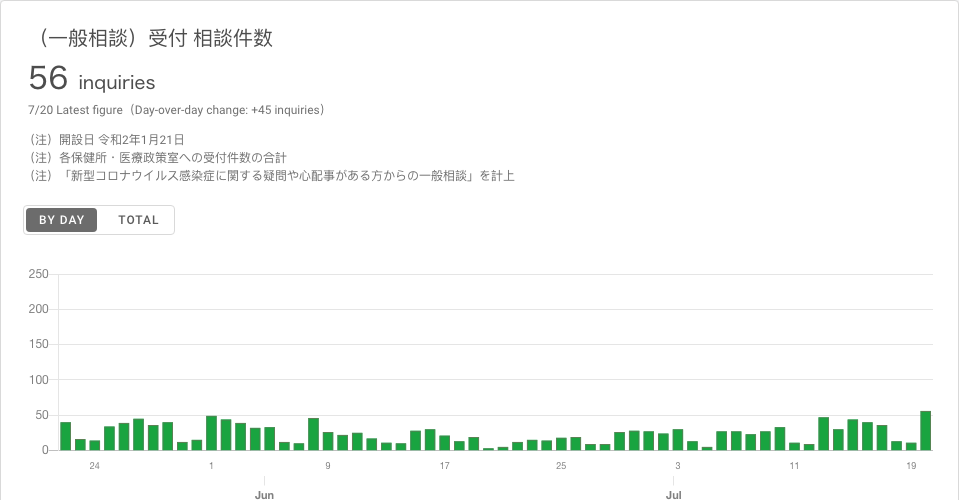 （一般相談）受付 相談件数
56 inquiries
7/20 Latest figure（Day-over-day change: +45 inquiries）
（注）開設日 令和2年1月21日
（注）各保健所・医療政策室への受付件数の合計
（注）「新型コロナウイルス感染症に関する疑問や心配事がある方からの一般相談」を計上
BY DAY TOTAL
250
200
150
100
50
0
24 1 9 17 25 3 11 19
Jun Jul